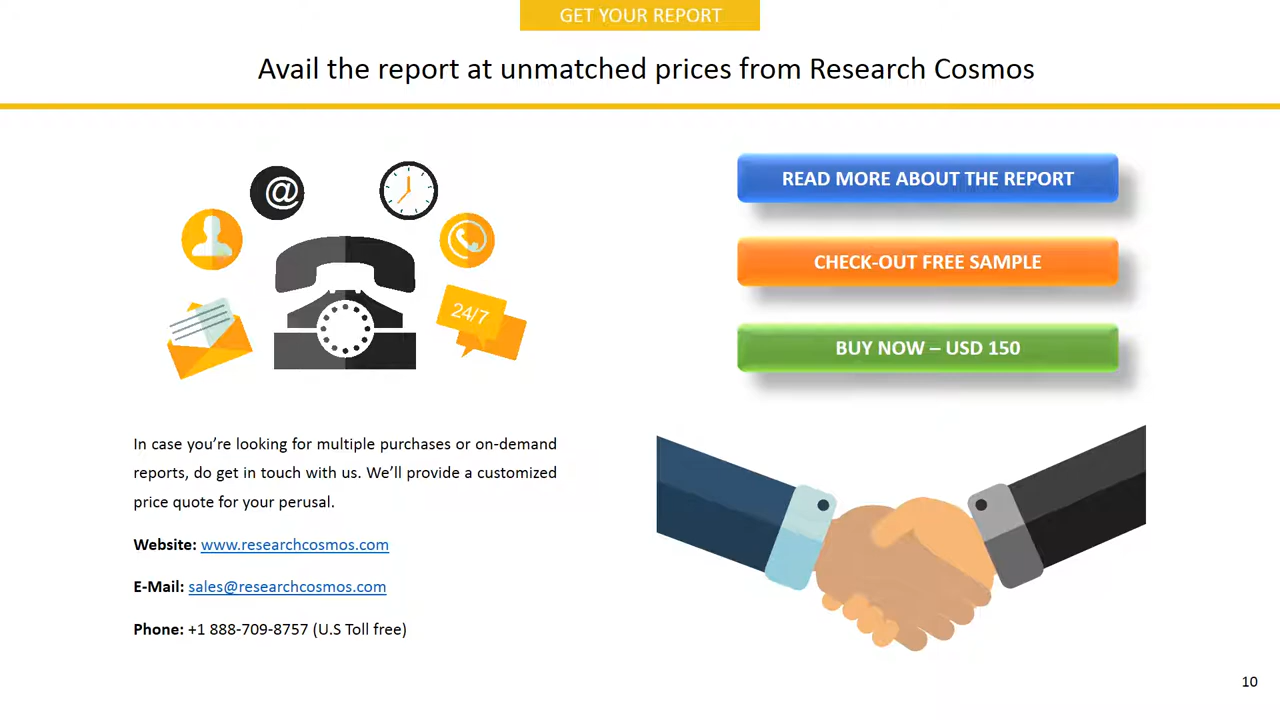 GET YOUR REPORT
Avail the report at unmatched prices from Research Cosmos
@
24/7
READ MORE ABOUT THE REPORT
CHECK-OUT FREE SAMPLE
BUY NOW – USD 150
In case you’re looking for multiple purchases or on-demand
reports, do get in touch with us. We’ll provide a customized
price quote for your perusal.
Website: www.researchcosmos.com
E-Mail: sales@researchcosmos.com
Phone: +1 888-709-8757 (U.S Toll free)
10